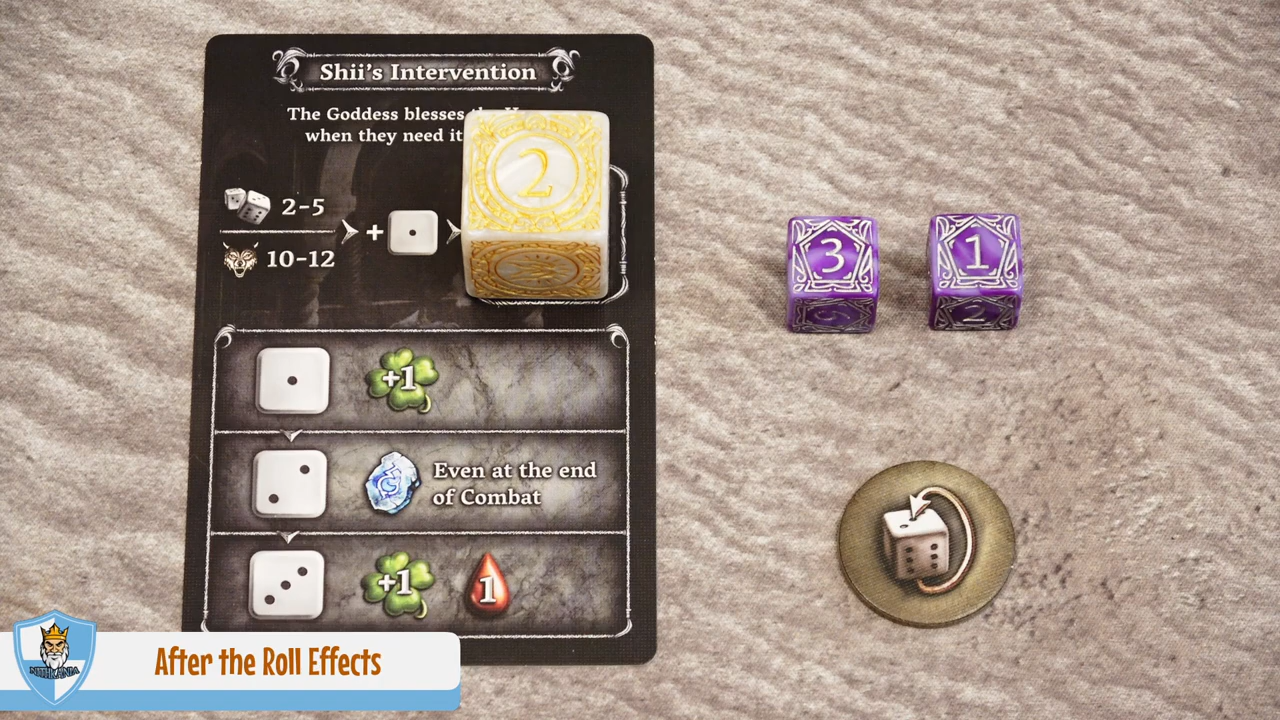 Shii's Intervention
The Goddess blesses
when they need it
2
2-5
+
10-12
3
1
2
+1
Even at the end
of Combat
+1
1
NITHRANIA
After the Roll Effects